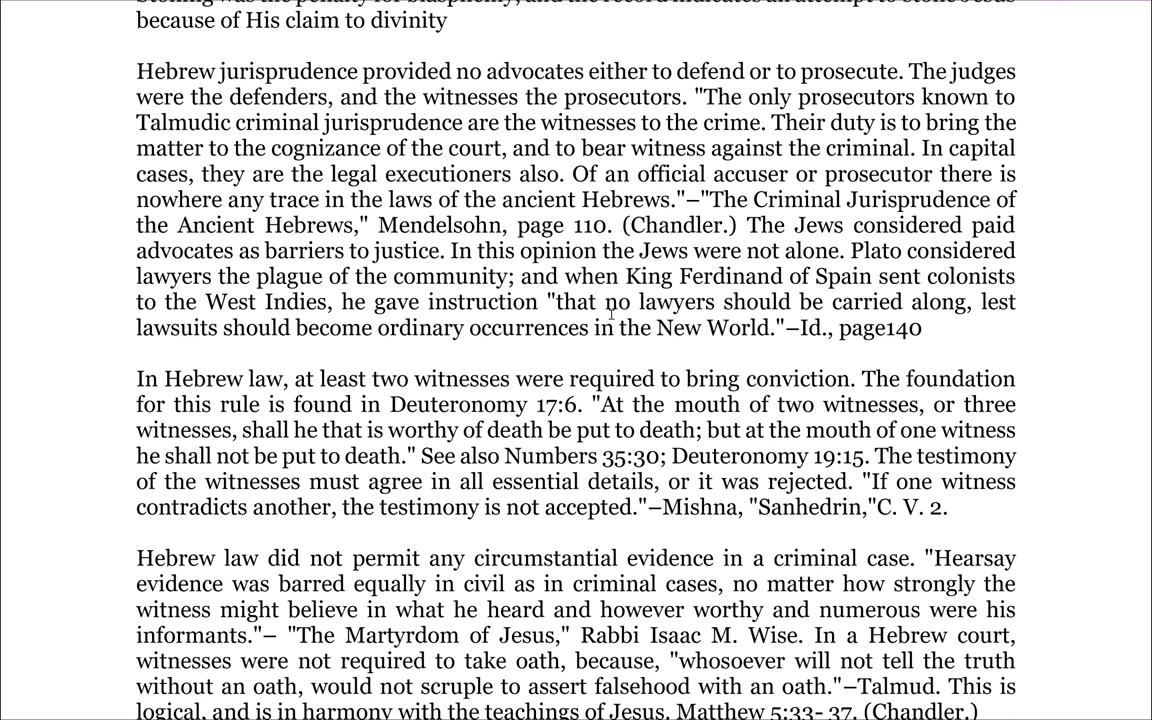 because of His claim to divinity
Hebrew jurisprudence provided no advocates either to defend or to prosecute. The judges
were the defenders, and the witnesses the prosecutors. "The only prosecutors known to
Talmudic criminal jurisprudence are the witnesses to the crime. Their duty is to bring the
matter to the cognizance of the court, and to bear witness against the criminal. In capital
cases, they are the legal executioners also. Of an official accuser or prosecutor there is
nowhere any trace in the laws of the ancient Hebrews."–"The Criminal Jurisprudence of
the Ancient Hebrews," Mendelsohn, page 110. (Chandler.) The Jews considered paid
advocates as barriers to justice. In this opinion the Jews were not alone. Plato considered
lawyers the plague of the community; and when King Ferdinand of Spain sent colonists
to the West Indies, he gave instruction "that no lawyers should be carried along, lest
lawsuits should become ordinary occurrences in the New World."–Id., page140
In Hebrew law, at least two witnesses were required to bring conviction. The foundation
for this rule is found in Deuteronomy 17:6. "At the mouth of two witnesses, or three
witnesses, shall he that is worthy of death be put to death; but at the mouth of one witness
he shall not be put to death." See also Numbers 35:30; Deuteronomy 19:15. The testimony
of the witnesses must agree in all essential details, or it was rejected. "If one witness
contradicts another, the testimony is not accepted."–Mishna, "Sanhedrin,"C. V. 2.
Hebrew law did not permit any circumstantial evidence in a criminal case. "Hearsay
evidence was barred equally in civil as in criminal cases, no matter how strongly the
witness might believe in what he heard and however worthy and numerous were his
informants."– "The Martyrdom of Jesus," Rabbi Isaac M. Wise. In a Hebrew court,
witnesses were not required to take oath, because, "whosoever will not tell the truth
without an oath, would not scruple to assert falsehood with an oath."–Talmud. This is
logical, and is in harmony with the teachings of Jesus. Matthew 5:33- 37. (Chandler.)